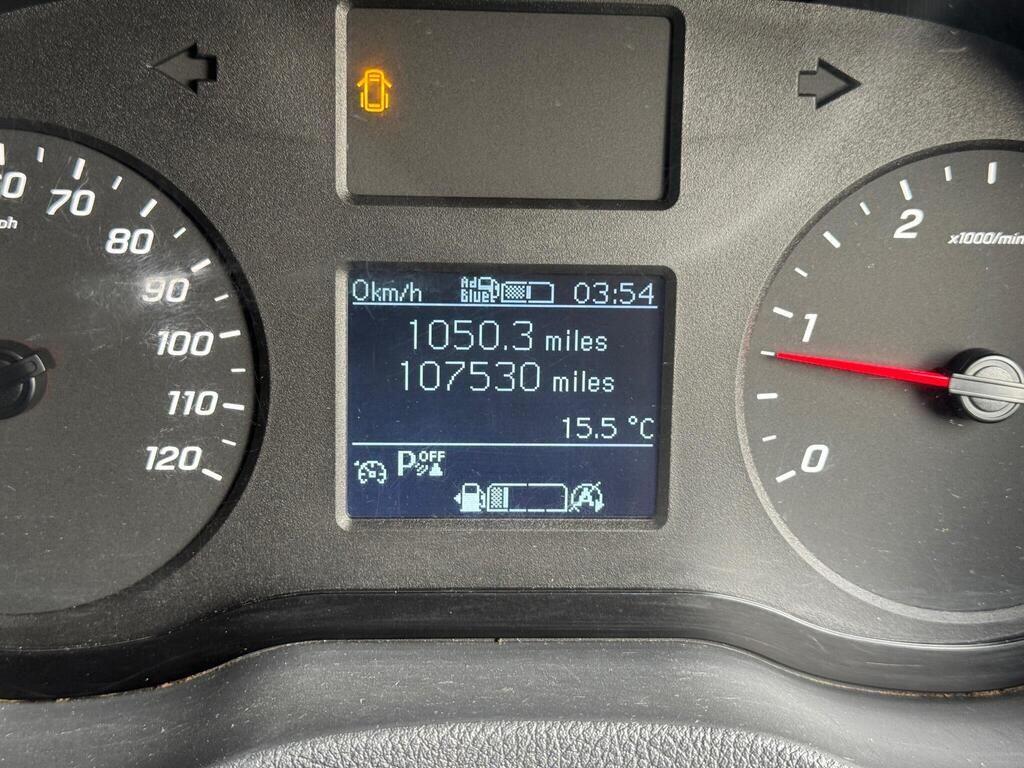 70
80
90
100
110
120
0km/h Ad Blue 03:54
1050.3 miles
107530 miles
15.5 °C
P OFF
A
2
x1000/min
1
0